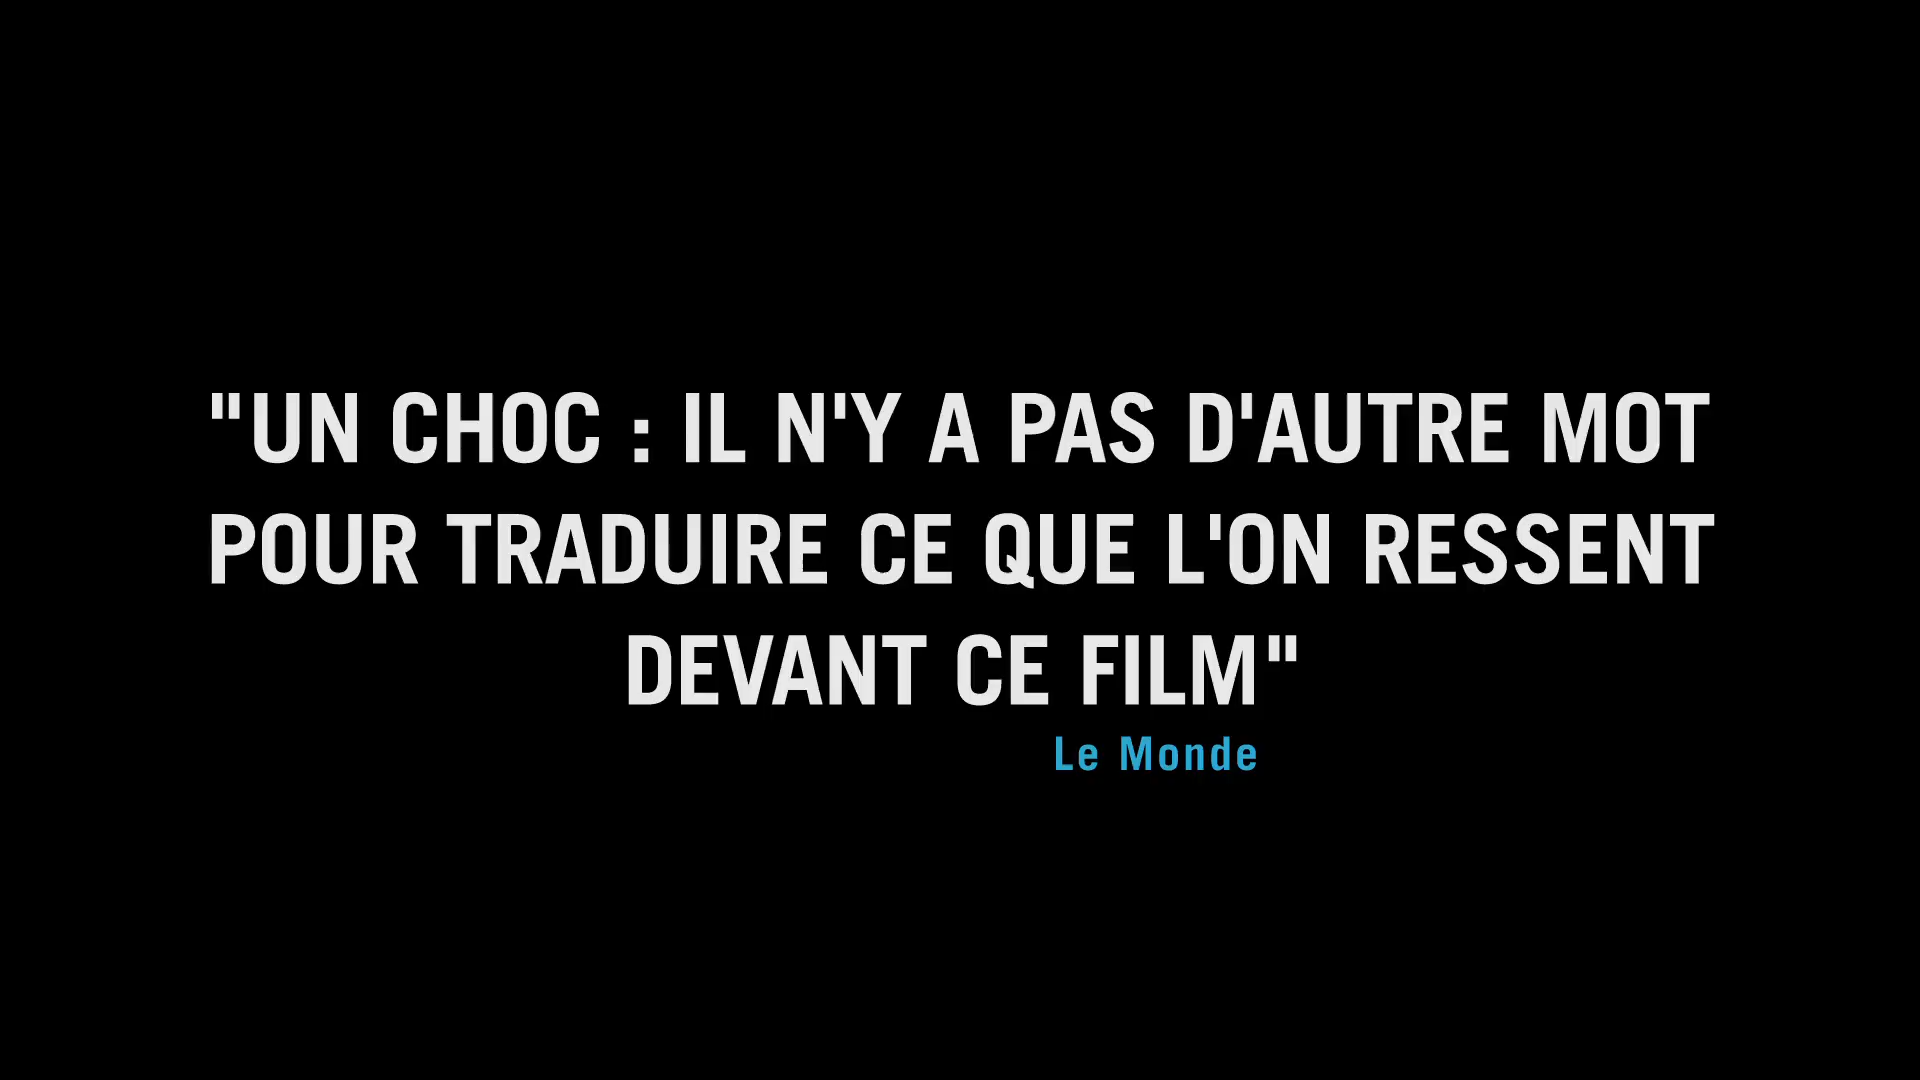 "UN CHOC : IL N'Y A PAS D'AUTRE MOT
POUR TRADUIRE CE QUE L'ON RESSENT
DEVANT CE FILM"
Le Monde